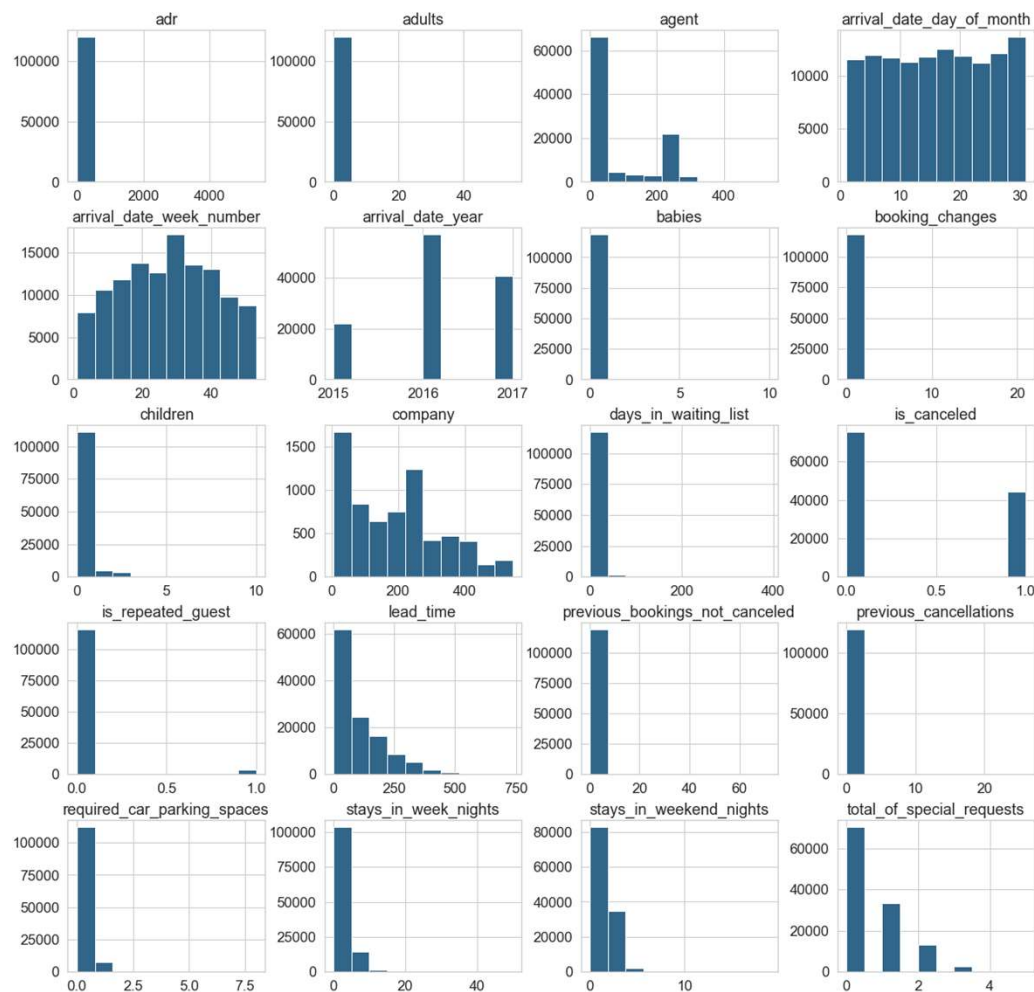 adr adults agent arrival_date_day_of_month
100000 100000 60000 10000
50000 50000 40000 5000
20000
0 0 0 0
0 2000 4000 0 20 40 0 200 400 0 10 20 30
arrival_date_week_number arrival_date_year babies booking_changes
15000 40000 100000 100000
10000 20000 75000 75000
5000 50000 50000
25000 25000
0 0 0 0
0 20 40 2015 2016 2017 0 5 10 0 10 20
children company days_in_waiting_list is_canceled
100000 1500 100000 60000
75000 1000 75000 40000
50000 500 50000 20000
25000 25000
0 0 0 0
0 5 10 0 200 400 0 200 400 0.0 0.5 1.0
is_repeated_guest lead_time previous_bookings_not_canceled previous_cancellations
100000 60000 100000 100000
75000 40000 75000 50000
50000 20000 50000
25000 25000
0 0 0 0
0.0 0.5 1.0 0 250 500 750 0 20 40 60 0 10 20
required_car_parking_spaces stays_in_week_nights stays_in_weekend_nights total_of_special_requests
100000 100000 80000 60000
75000 75000 60000 40000
50000 50000 40000 20000
25000 25000 20000
0 0 0 0
0.0 2.5 5.0 7.5 0 20 40 0 10 0 2 4